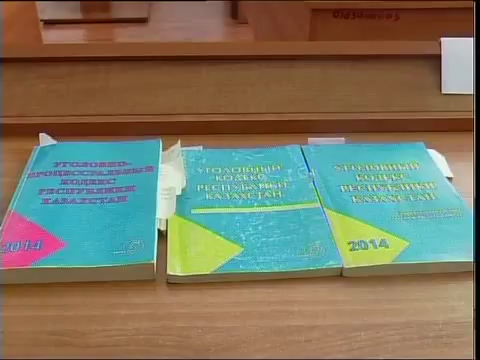 УГОЛОВНО-
ПРОЦЕССУАЛЬНЫЙ
КОДЕКС
РЕСПУБЛИКИ
КАЗАХСТАН
2014
УГОЛОВНЫЙ
КОДЕКС
РЕСПУБЛИКИ
КАЗАХСТАН
УГОЛОВНЫЙ
КОДЕКС
РЕСПУБЛИКИ
КАЗАХСТАН
2014